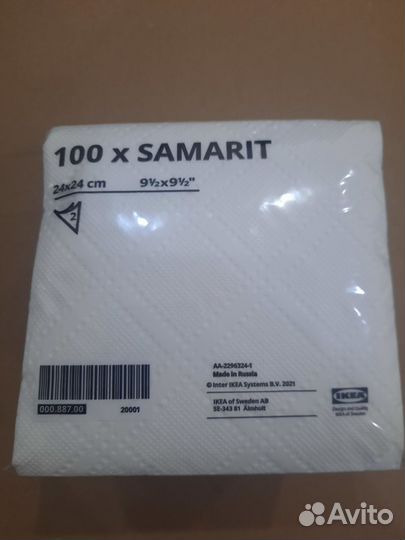 100 x SAMARIT
24x24 cm 9½x9½"
2
AA-2296324-1
Made in Russia
© Inter IKEA Systems B.V. 2021
IKEA of Sweden AB
SE-343 81 Älmhult
000.887.00 20001
IKEA
Design and Quality
IKEA of Sweden
Avito